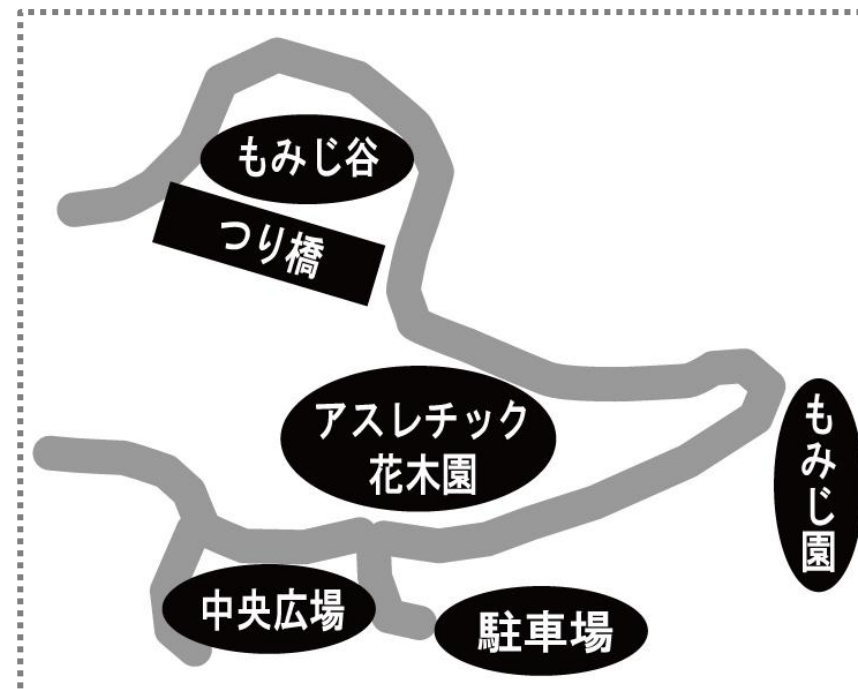 もみじ谷
つり橋
アスレチック
花木園
もみじ園
中央広場
駐車場